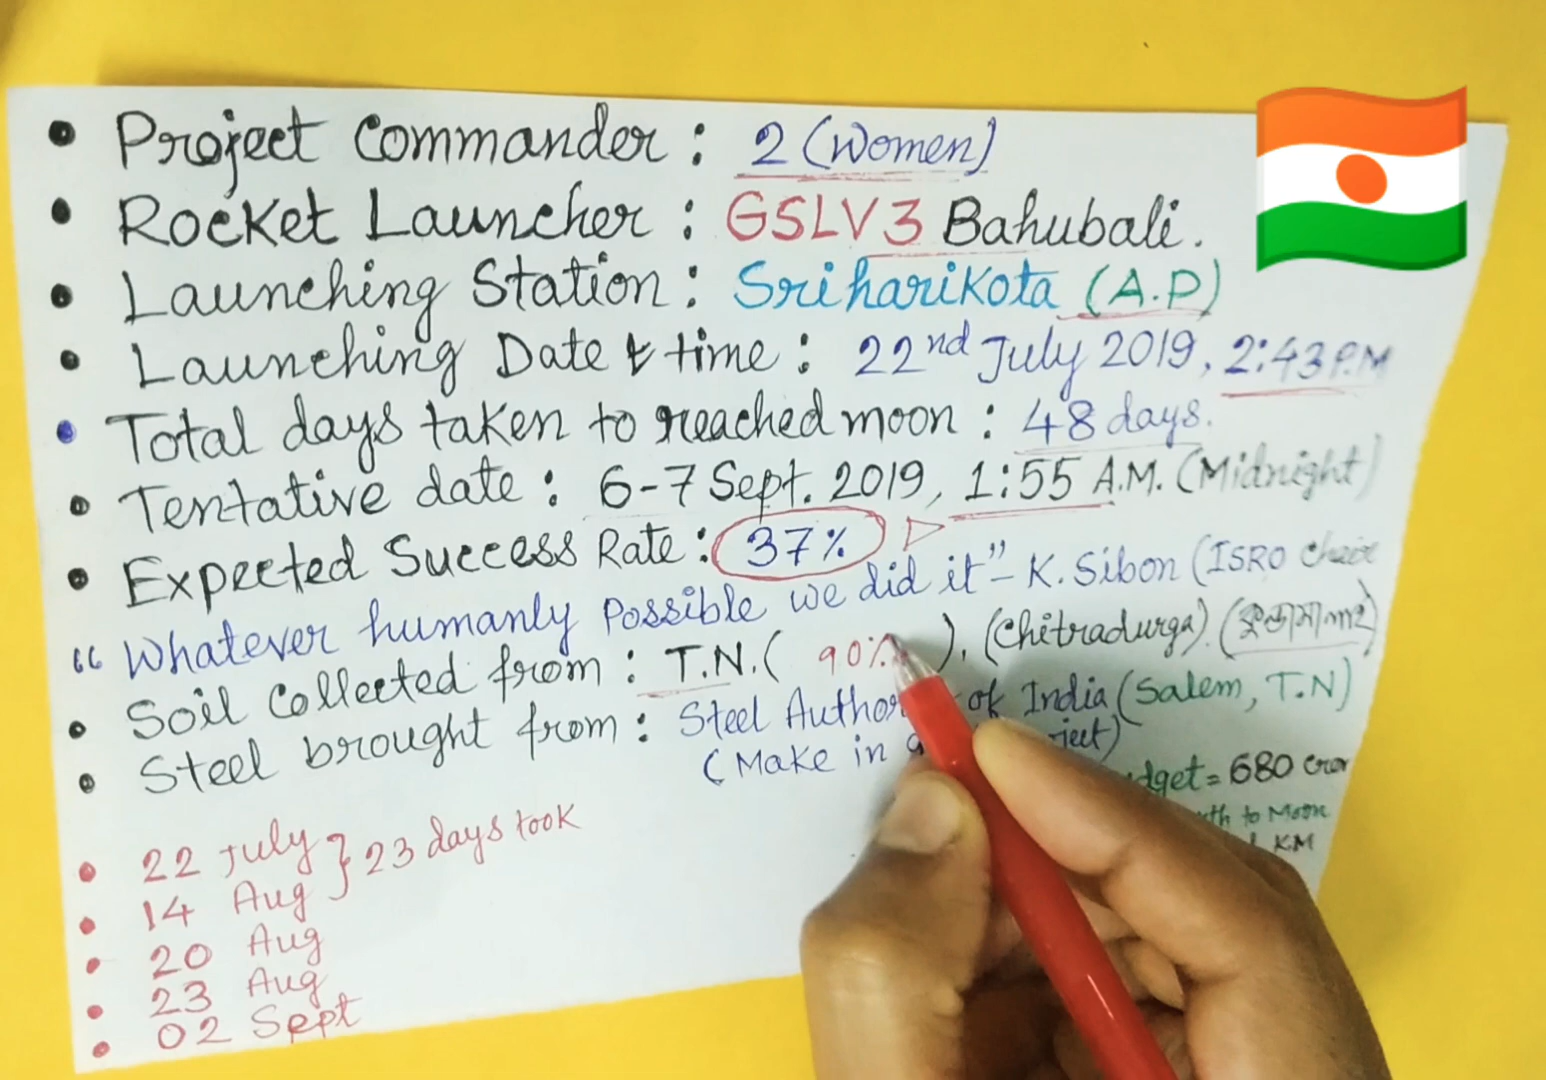 • Project Commander : 2 (Women)
• Rocket Launcher : GSLV3 Bahubali.
• Launching Station : Sriharikota (A.P)
• Launching Date & time : 22nd July 2019, 2:43 P.M
• Total days taken to reached moon : 48 days.
• Tentative date : 6-7 Sept. 2019, 1:55 A.M. (Midnight)
• Expected Success Rate : 37%
“ Whatever humanly Possible we did it” – K. Sibon (ISRO
• Soil Collected from : T.N. ( 90% ), (Chitradurga).
• Steel brought from : Steel of India (Salem, T.N)
(Make in
= 680
to Moon
KM
• 22 July } 23 days took
• 14 Aug
• 20 Aug
• 23 Aug
• 02 Sept